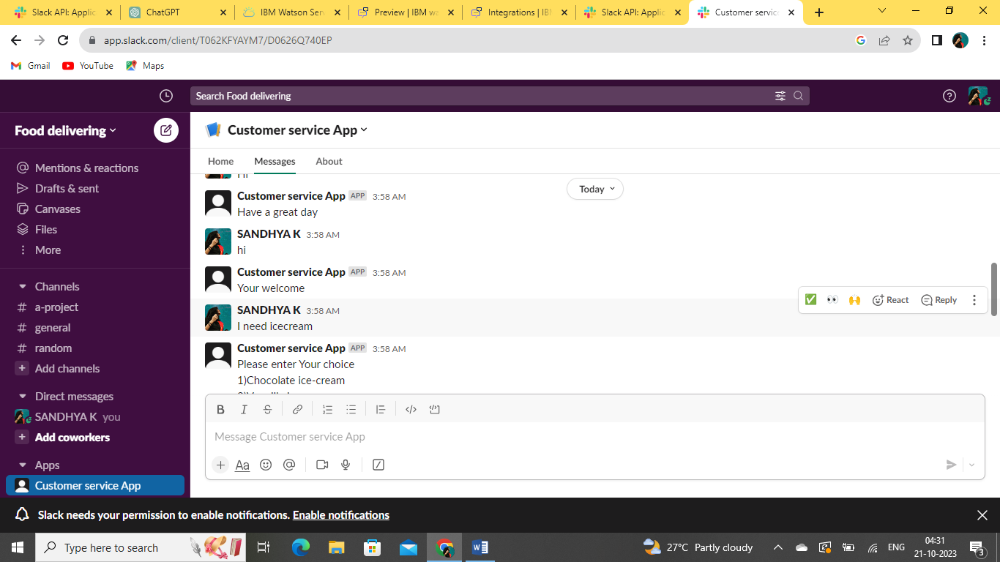 Slack API: Applic
ChatGPT
IBM Watson Ser
Preview | IBM wa
Integrations | IB
Slack API: Applic
Customer servic
app.slack.com/client/T062KFYAYM7/D0626Q740EP
Gmail
YouTube
Maps
Search Food delivering
Food delivering
Mentions & reactions
Drafts & sent
Canvases
Files
More
Channels
# a-project
# general
# random
+ Add channels
Direct messages
SANDHYA K you
+ Add coworkers
Apps
Customer service App
Customer service App
Home
Messages
About
Today
Hi
Customer service App APP 3:58 AM
Have a great day
SANDHYA K 3:58 AM
hi
Customer service App APP 3:58 AM
Your welcome
SANDHYA K 3:58 AM
I need icecream
React
Reply
Customer service App APP 3:58 AM
Please enter Your choice
1)Chocolate ice-cream
B I S
Message Customer service App
Aa
Slack needs your permission to enable notifications. Enable notifications
Type here to search
27°C Partly cloudy
ENG
04:31
21-10-2023
3